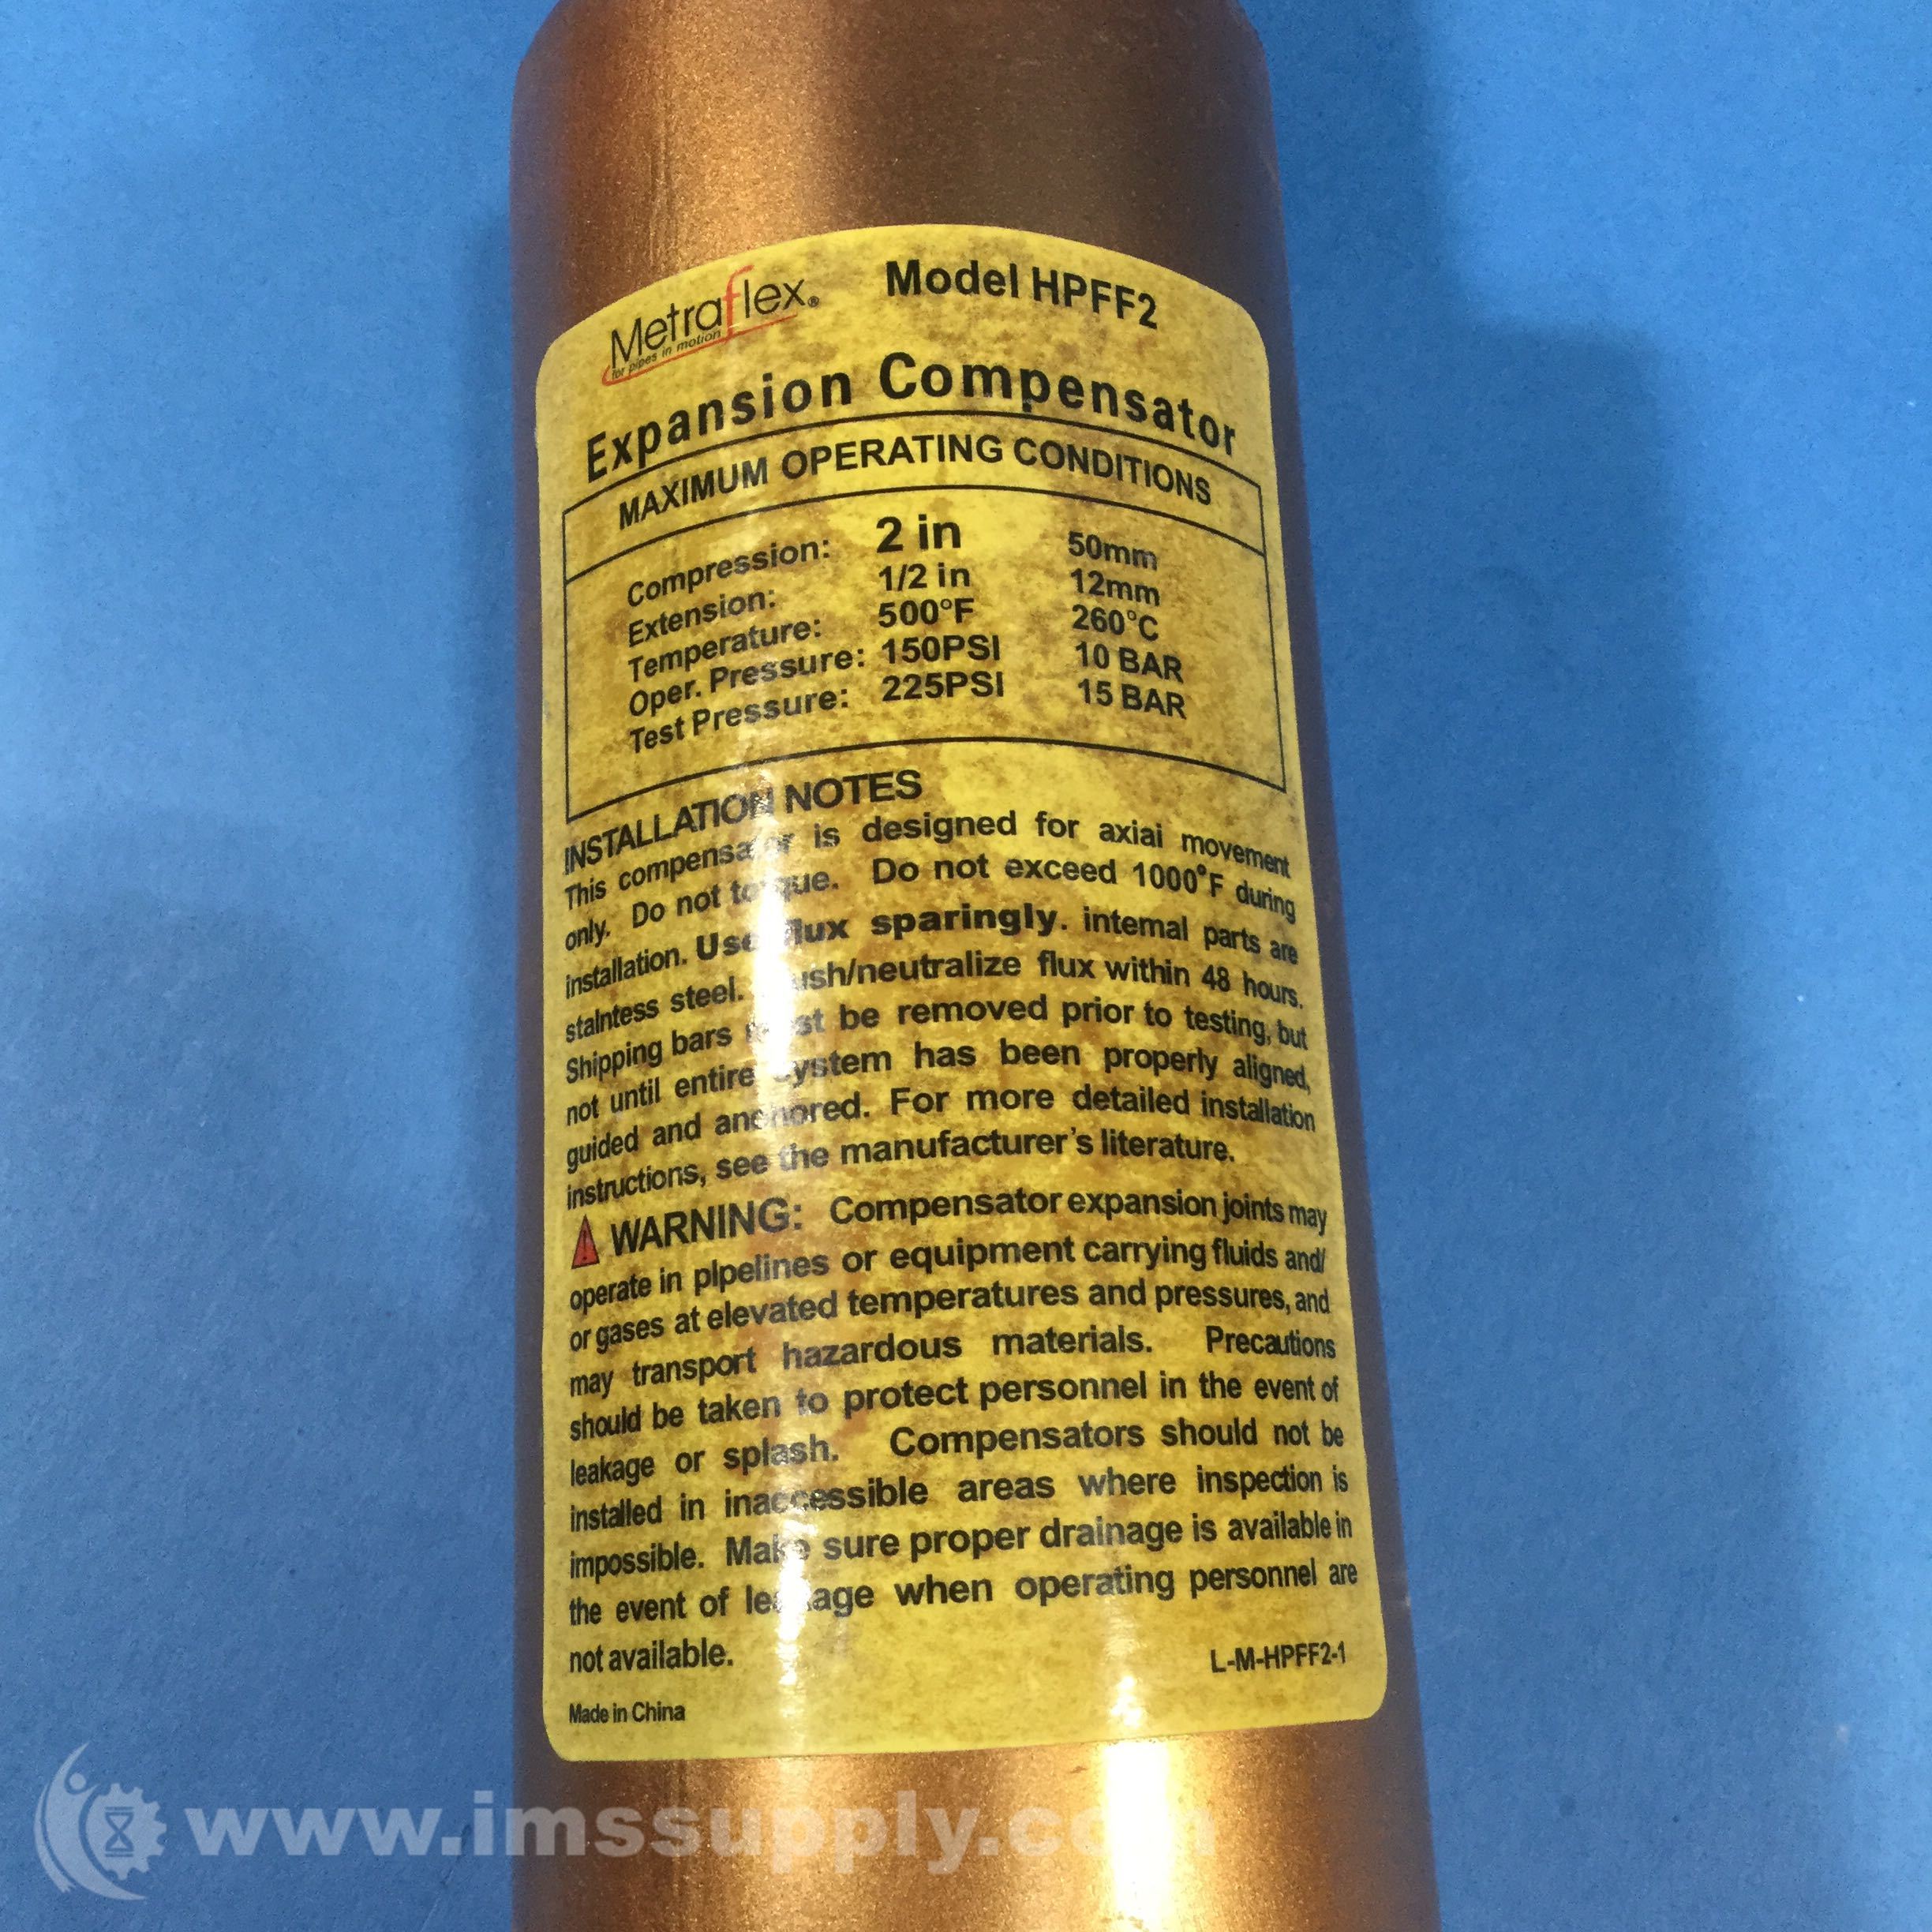 Metraflex® Model HPFF2
for pipes in motion
Expansion Compensator
MAXIMUM OPERATING CONDITIONS
Compression: 2 in 50mm
Extension: 1/2 in 12mm
Temperature: 500°F 260°C
Oper. Pressure: 150PSI 10 BAR
Test Pressure: 225PSI 15 BAR
INSTALLATION NOTES
This compensator is designed for axiai movement
only. Do not torque. Do not exceed 1000°F during
installation. Use flux sparingly. internal parts are
stalntess steel. Flush/neutralize flux within 48 hours.
Shipping bars must be removed prior to testing, but
not until entire system has been properly aligned,
guided and anchored. For more detailed installation
instructions, see the manufacturer's literature.
WARNING: Compensator expansion joints may
operate in plpelines or equipment carrying fluids and/
or gases at elevated temperatures and pressures, and
may transport hazardous materials. Precautions
should be taken to protect personnel in the event of
leakage or splash. Compensators should not be
installed in inaccessible areas where inspection is
impossible. Make sure proper drainage is available in
the event of leakage when operating personnel are
not available.
L-M-HPFF2-1
Made in China
www.imssupply.com